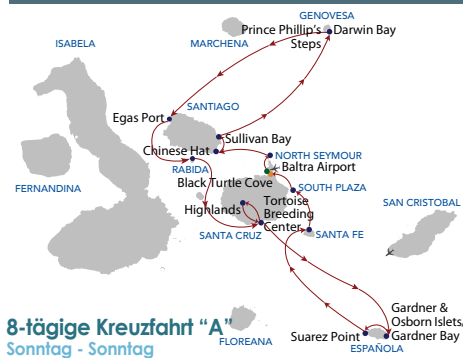 GENOVESA
ISABELA
MARCHENA
Prince Phillip's
Steps
Darwin Bay
SANTIAGO
Egas Port
Sullivan Bay
Chinese Hat
NORTH SEYMOUR
RABIDA
Baltra Airport
FERNANDINA
Black Turtle Cove
SOUTH PLAZA
Highlands
Tortoise
Breeding
Center
SAN CRISTOBAL
SANTA CRUZ
SANTA FE
Gardner &
Osborn Islets,
Gardner Bay
Suarez Point
ESPAÑOLA
FLOREANA
8-tägige Kreuzfahrt “A”
Sonntag - Sonntag